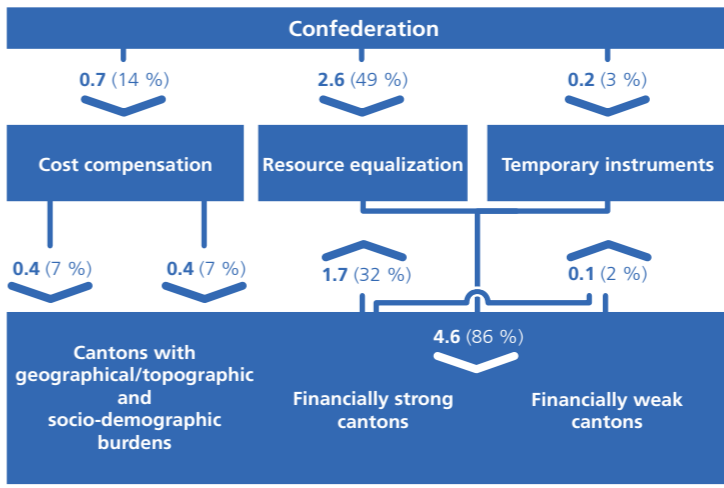 Confederation
0.7 (14 %)
2.6 (49 %)
0.2 (3 %)
Cost compensation
Resource equalization
Temporary instruments
0.4 (7 %)
0.4 (7 %)
1.7 (32 %)
0.1 (2 %)
4.6 (86 %)
Cantons with
geographical/topographic
and
socio-demographic
burdens
Financially strong
cantons
Financially weak
cantons